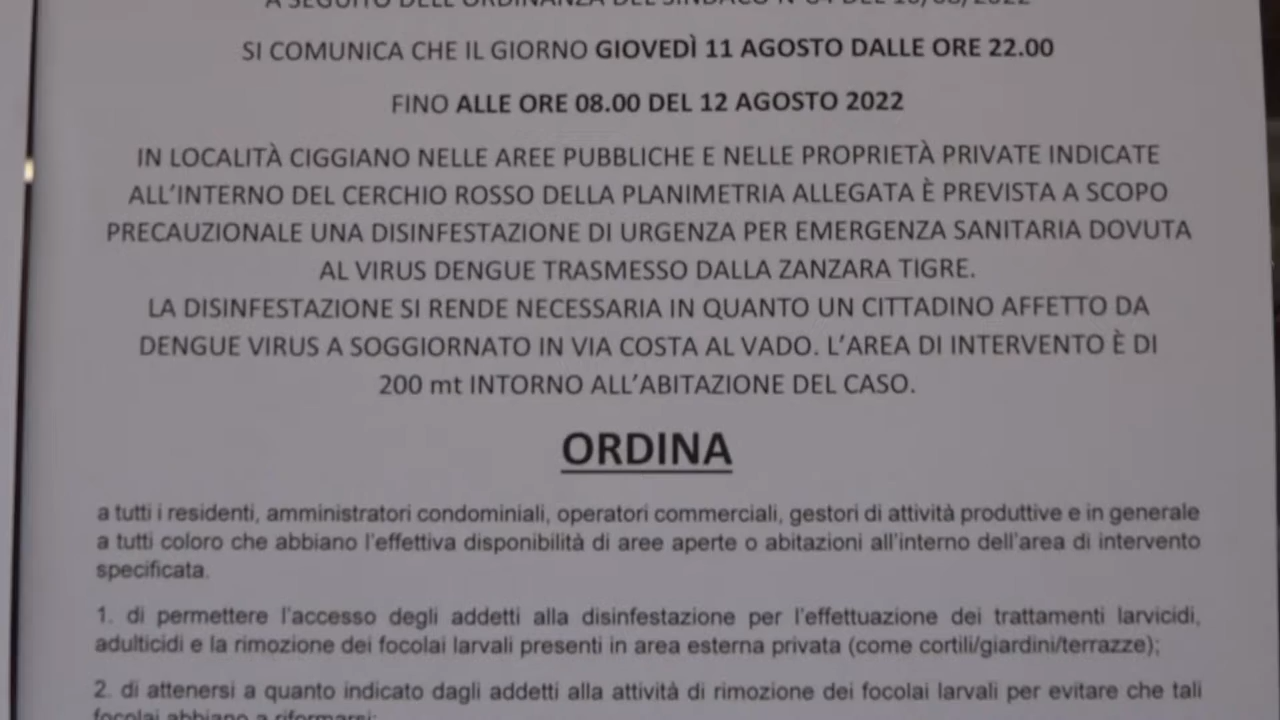 A SEGUITO DELL'ORDINANZA DEL SINDACO N°
SI COMUNICA CHE IL GIORNO GIOVEDÌ 11 AGOSTO DALLE ORE 22.00
FINO ALLE ORE 08.00 DEL 12 AGOSTO 2022
IN LOCALITÀ CIGGIANO NELLE AREE PUBBLICHE E NELLE PROPRIETÀ PRIVATE INDICATE
ALL'INTERNO DEL CERCHIO ROSSO DELLA PLANIMETRIA ALLEGATA È PREVISTA A SCOPO
PRECAUZIONALE UNA DISINFESTAZIONE DI URGENZA PER EMERGENZA SANITARIA DOVUTA
AL VIRUS DENGUE TRASMESSO DALLA ZANZARA TIGRE.
LA DISINFESTAZIONE SI RENDE NECESSARIA IN QUANTO UN CITTADINO AFFETTO DA
DENGUE VIRUS A SOGGIORNATO IN VIA COSTA AL VADO. L'AREA DI INTERVENTO È DI
200 mt INTORNO ALL'ABITAZIONE DEL CASO.
ORDINA
a tutti i residenti, amministratori condominiali, operatori commerciali, gestori di attività produttive e in generale
a tutti coloro che abbiano l'effettiva disponibilità di aree aperte o abitazioni all'interno dell'area di intervento
specificata.
1. di permettere l'accesso degli addetti alla disinfestazione per l'effettuazione dei trattamenti larvicidi,
adulticidi e la rimozione dei focolai larvali presenti in area esterna privata (come cortili/giardini/terrazze);
2. di attenersi a quanto indicato dagli addetti alla attività di rimozione dei focolai larvali per evitare che tali
focolai abbiano a riformarsi;